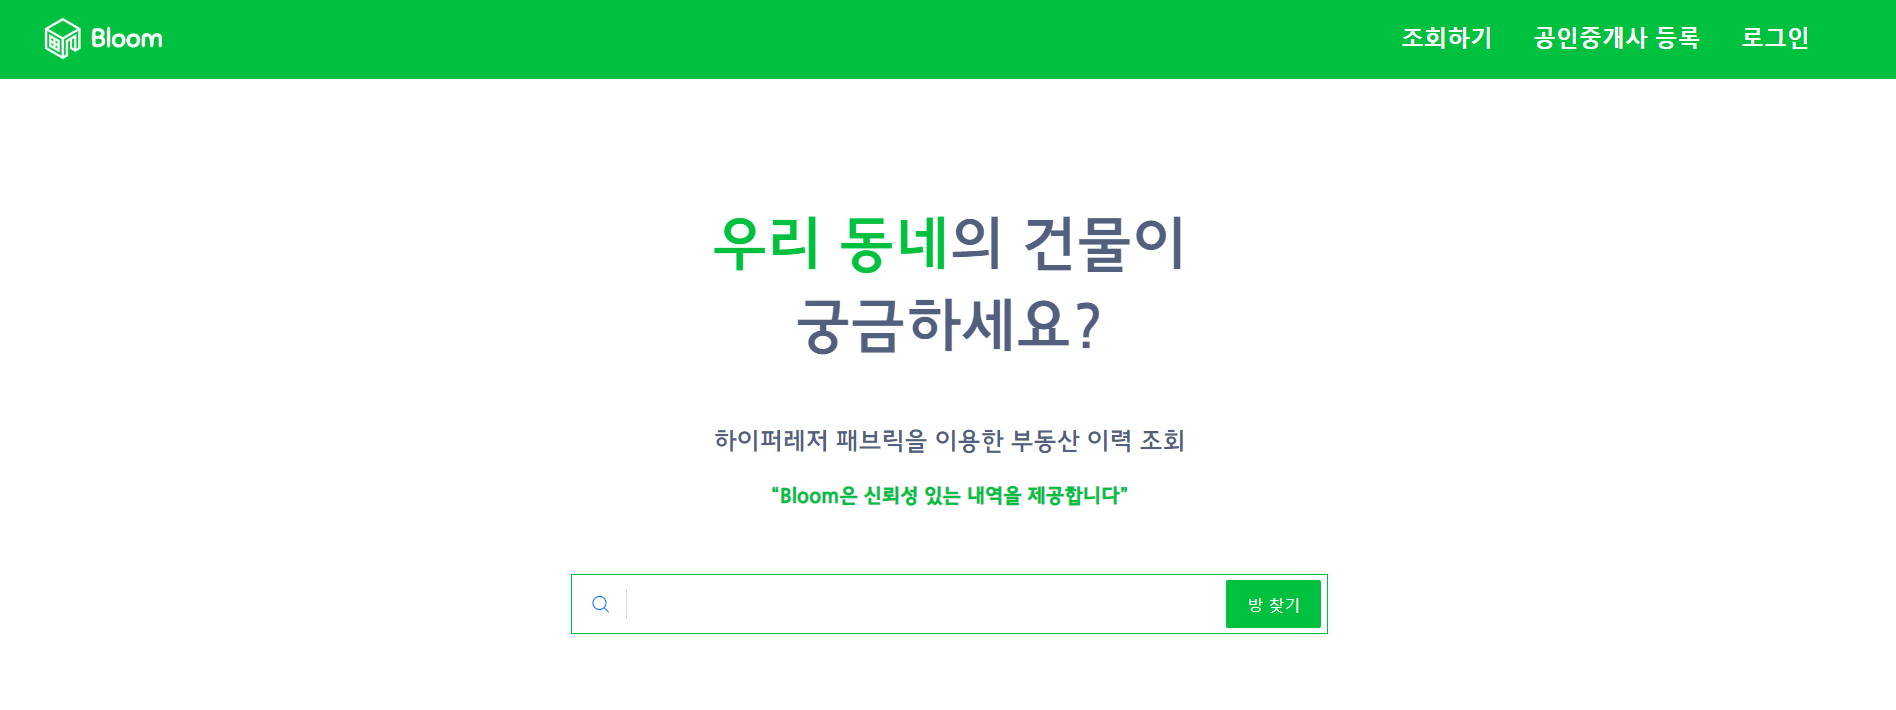 Bloom
조회하기 공인중개사 등록 로그인
우리 동네의 건물이
궁금하세요?
하이퍼레저 패브릭을 이용한 부동산 이력 조회
“Bloom은 신뢰성 있는 내역을 제공합니다”
방 찾기